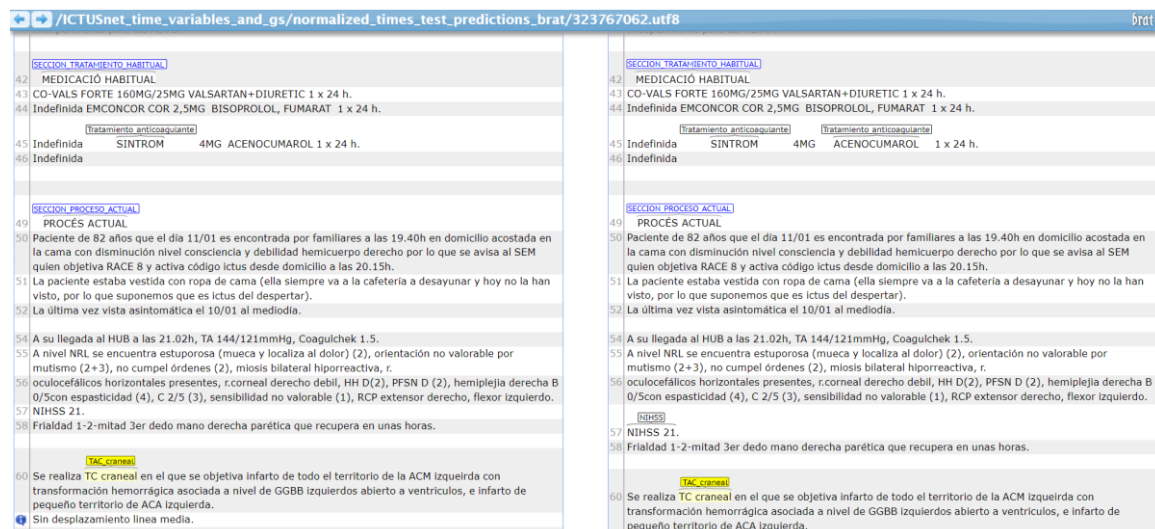 /ICTUSnet_time_variables_and_gs/normalized_times_test_predictions_brat/323767062.utf8
brat
SECCION_TRATAMIENTO_HABITUAL
42 MEDICACIÓ HABITUAL
43 CO-VALS FORTE 160MG/25MG VALSARTAN+DIURETIC 1 x 24 h.
44 Indefinida EMCONCOR COR 2,5MG BISOPROLOL, FUMARAT 1 x 24 h.
Tratamiento_anticoagulante
45 Indefinida SINTROM 4MG ACENOCUMAROL 1 x 24 h.
46 Indefinida
SECCION_PROCESO_ACTUAL
49 PROCÉS ACTUAL
50 Paciente de 82 años que el día 11/01 es encontrada por familiares a las 19.40h en domicilio acostada en
la cama con disminución nivel consciencia y debilidad hemicuerpo derecho por lo que se avisa al SEM
quien objetiva RACE 8 y activa código ictus desde domicilio a las 20.15h.
51 La paciente estaba vestida con ropa de cama (ella siempre va a la cafetería a desayunar y hoy no la han
visto, por lo que suponemos que es ictus del despertar).
52 La última vez vista asintomática el 10/01 al mediodía.
54 A su llegada al HUB a las 21.02h, TA 144/121mmHg, Coagulchek 1.5.
55 A nivel NRL se encuentra estuporosa (mueca y localiza al dolor) (2), orientación no valorable por
mutismo (2+3), no cumpel órdenes (2), miosis bilateral hiporreactiva, r.
56 oculocefálicos horizontales presentes, r.corneal derecho debil, HH D(2), PFSN D (2), hemiplejia derecha B
0/5con espasticidad (4), C 2/5 (3), sensibilidad no valorable (1), RCP extensor derecho, flexor izquierdo.
57 NIHSS 21.
58 Frialdad 1-2-mitad 3er dedo mano derecha parética que recupera en unas horas.
TAC_craneal
60 Se realiza TC craneal en el que se objetiva infarto de todo el territorio de la ACM izqueirda con
transformación hemorrágica asociada a nivel de GGBB izquierdos abierto a ventriculos, e infarto de
pequeño territorio de ACA izquierda.
Sin desplazamiento linea media.
SECCION_TRATAMIENTO_HABITUAL
42 MEDICACIÓ HABITUAL
43 CO-VALS FORTE 160MG/25MG VALSARTAN+DIURETIC 1 x 24 h.
44 Indefinida EMCONCOR COR 2,5MG BISOPROLOL, FUMARAT 1 x 24 h.
Tratamiento_anticoagulante Tratamiento_anticoagulante
45 Indefinida SINTROM 4MG ACENOCUMAROL 1 x 24 h.
46 Indefinida
SECCION_PROCESO_ACTUAL
49 PROCÉS ACTUAL
50 Paciente de 82 años que el día 11/01 es encontrada por familiares a las 19.40h en domicilio acostada en
la cama con disminución nivel consciencia y debilidad hemicuerpo derecho por lo que se avisa al SEM
quien objetiva RACE 8 y activa código ictus desde domicilio a las 20.15h.
51 La paciente estaba vestida con ropa de cama (ella siempre va a la cafetería a desayunar y hoy no la han
visto, por lo que suponemos que es ictus del despertar).
52 La última vez vista asintomática el 10/01 al mediodía.
54 A su llegada al HUB a las 21.02h, TA 144/121mmHg, Coagulchek 1.5.
55 A nivel NRL se encuentra estuporosa (mueca y localiza al dolor) (2), orientación no valorable por
mutismo (2+3), no cumpel órdenes (2), miosis bilateral hiporreactiva, r.
56 oculocefálicos horizontales presentes, r.corneal derecho debil, HH D(2), PFSN D (2), hemiplejia derecha B
0/5con espasticidad (4), C 2/5 (3), sensibilidad no valorable (1), RCP extensor derecho, flexor izquierdo.
NIHSS
57 NIHSS 21.
58 Frialdad 1-2-mitad 3er dedo mano derecha parética que recupera en unas horas.
TAC_craneal
60 Se realiza TC craneal en el que se objetiva infarto de todo el territorio de la ACM izqueirda con
transformación hemorrágica asociada a nivel de GGBB izquierdos abierto a ventriculos, e infarto de
pequeño territorio de ACA izquierda.